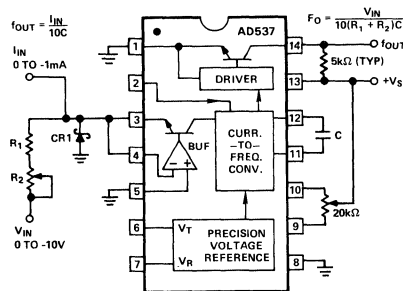 fOUT = IIN / 10C
IIN
0 TO -1mA
R1
R2
CR1
VIN
0 TO -10V
AD537
1
2
3
4
5
6
7
DRIVER
BUF
- +
CURR.
-TO-
FREQ.
CONV.
VT
VR
PRECISION
VOLTAGE
REFERENCE
14
13
12
11
10
9
8
FO = VIN / 10(R1 + R2)C
fOUT
5kΩ (TYP)
+VS
C
20kΩ